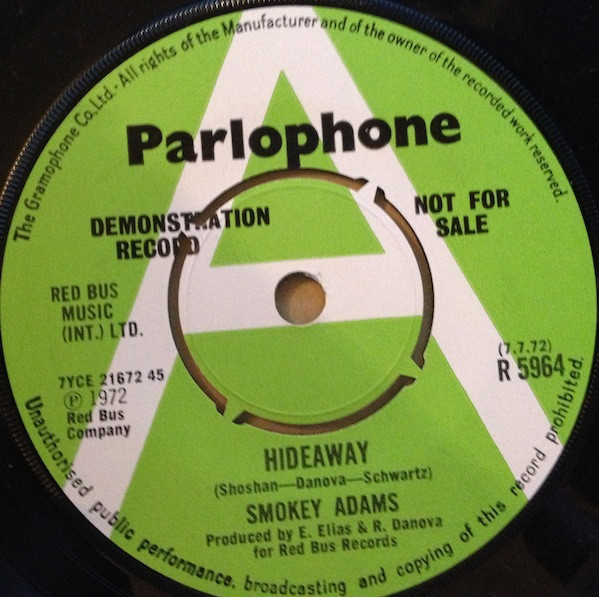 The Gramophone Co. Ltd. - All rights of the Manufacturer and of the owner of the recorded work reserved.
A
Parlophone
DEMONSTRATION
RECORD
NOT FOR
SALE
RED BUS
MUSIC
(INT.) LTD.
(7.7.72)
R 5964
7YCE 21672 45
Ⓟ 1972
Red Bus
Company
HIDEAWAY
(Shoshan—Danova—Schwartz)
SMOKEY ADAMS
Produced by E. Elias & R. Danova
for Red Bus Records
Unauthorised public performance, broadcasting and copying of this record prohibited.